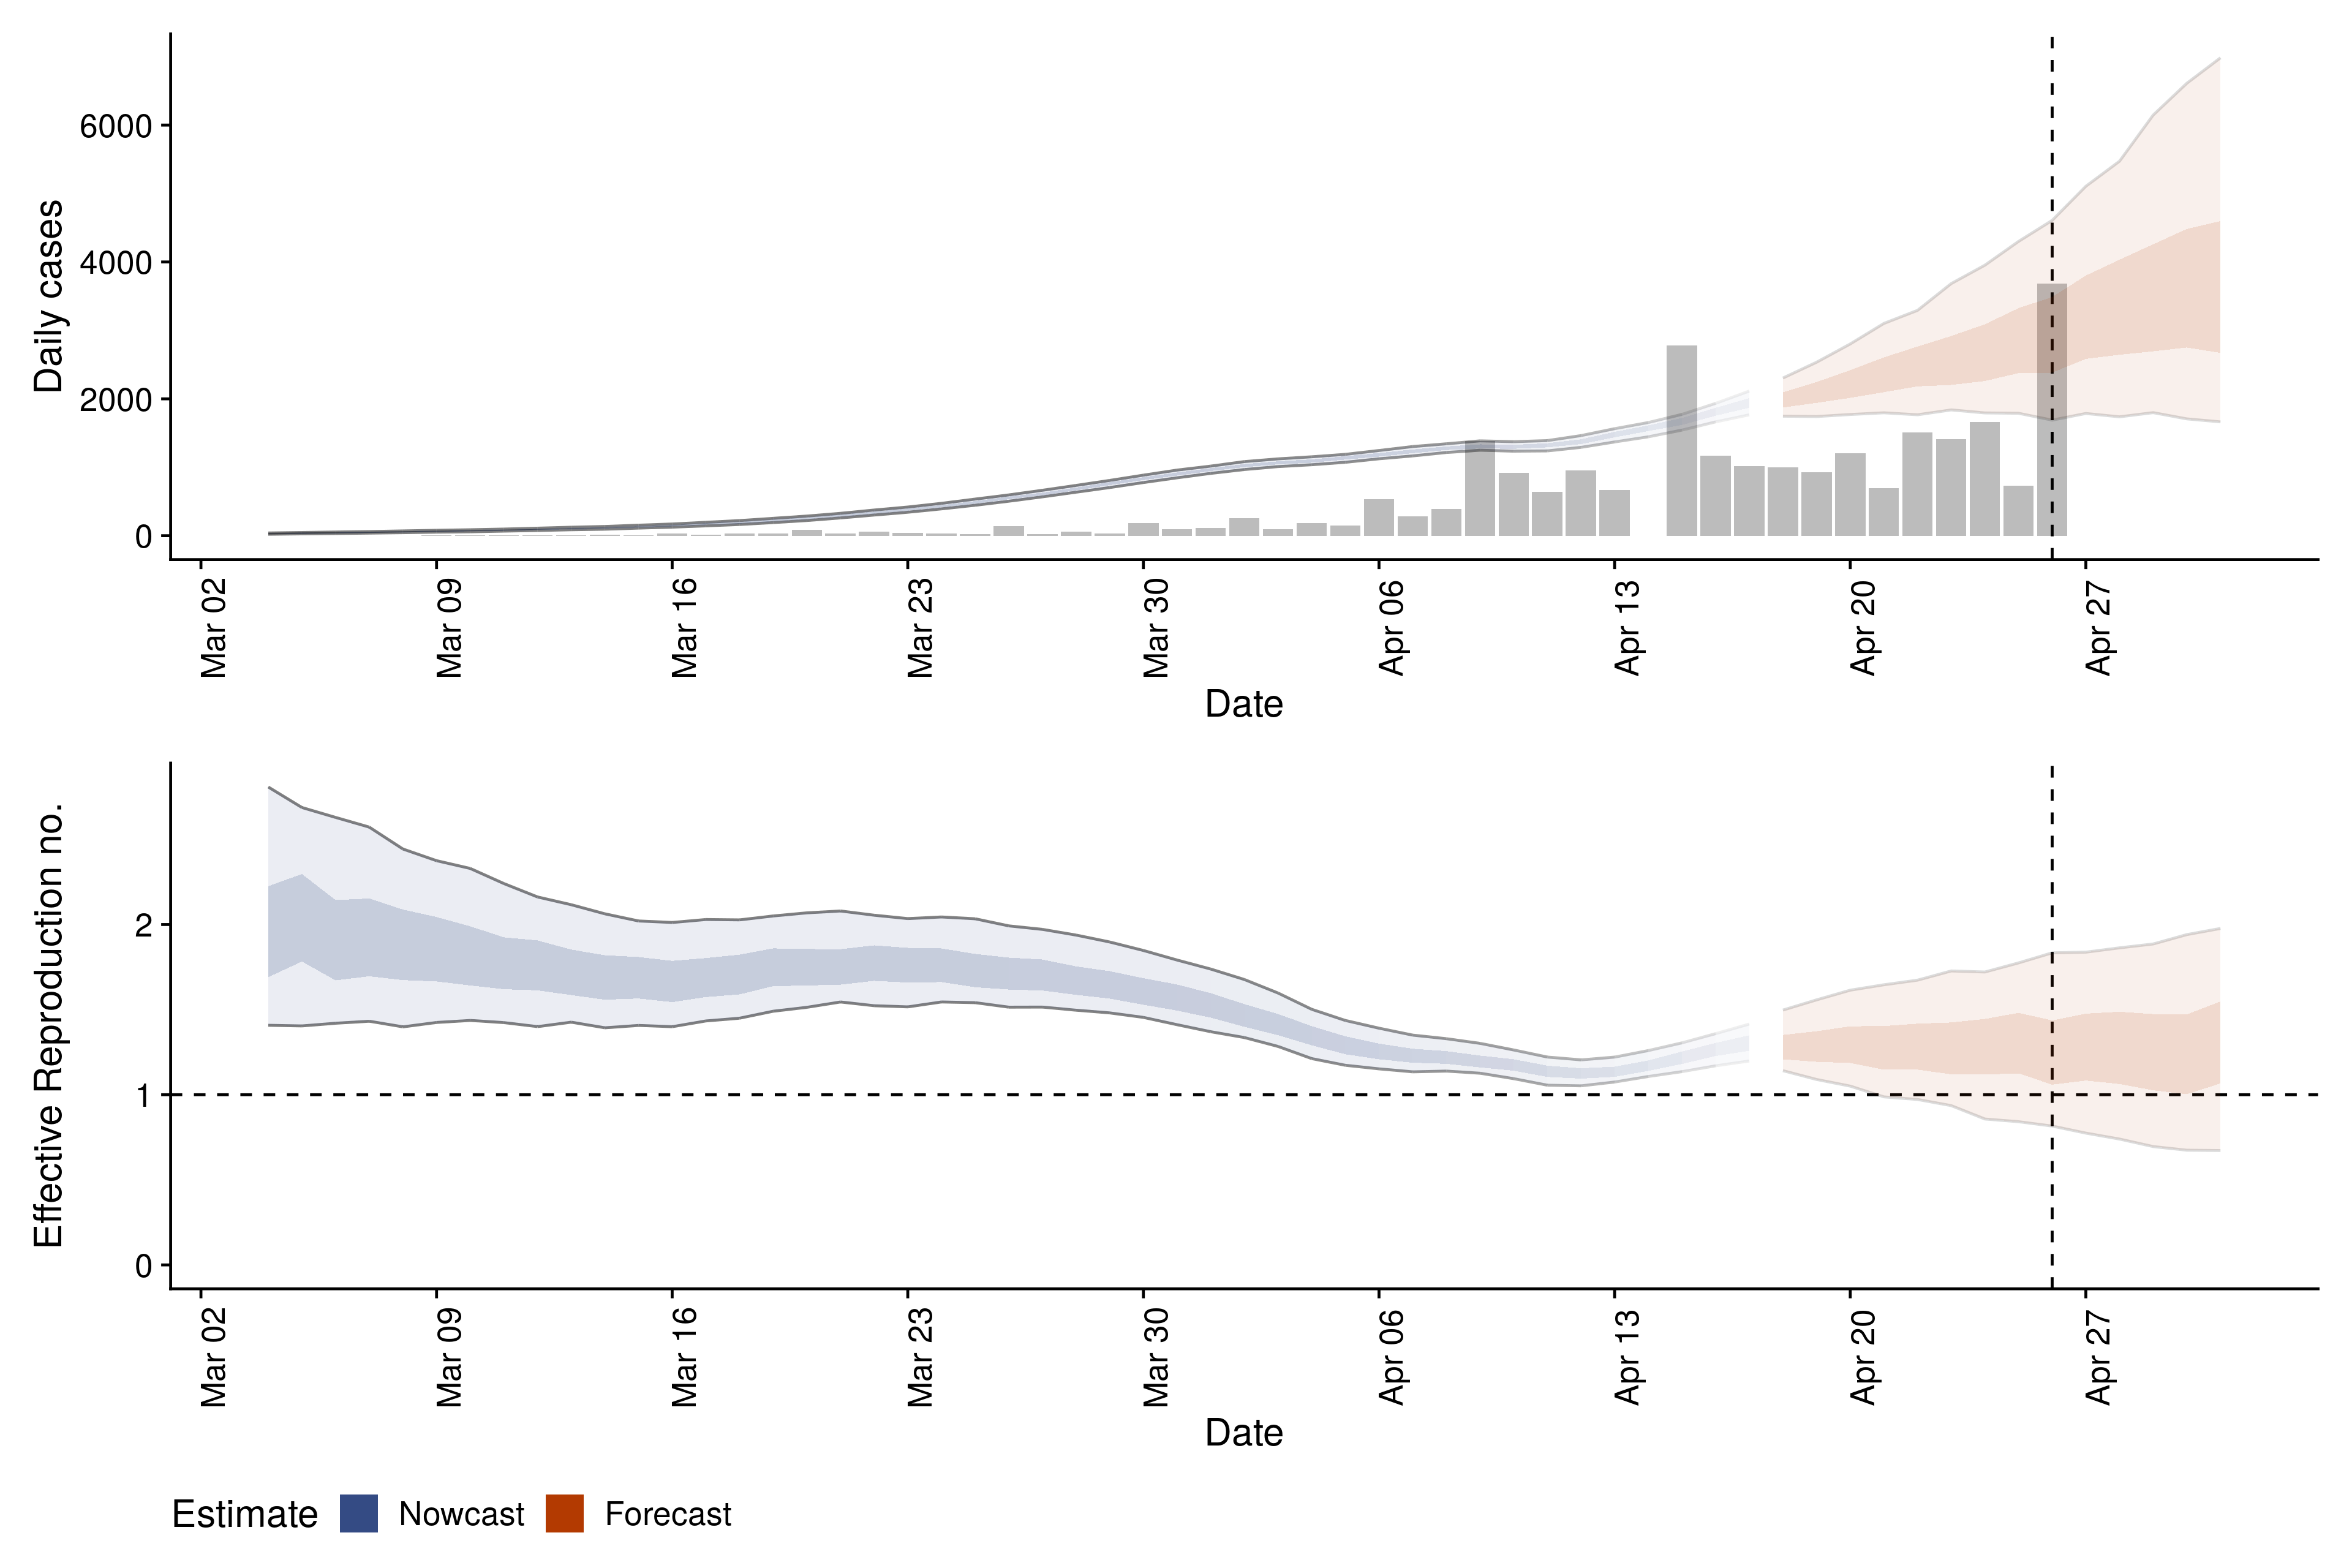 Daily cases
6000
4000
2000
0
Mar 02
Mar 09
Mar 16
Mar 23
Mar 30
Apr 06
Apr 13
Apr 20
Apr 27
Date
Effective Reproduction no.
2
1
0
Mar 02
Mar 09
Mar 16
Mar 23
Mar 30
Apr 06
Apr 13
Apr 20
Apr 27
Date
Estimate Nowcast Forecast